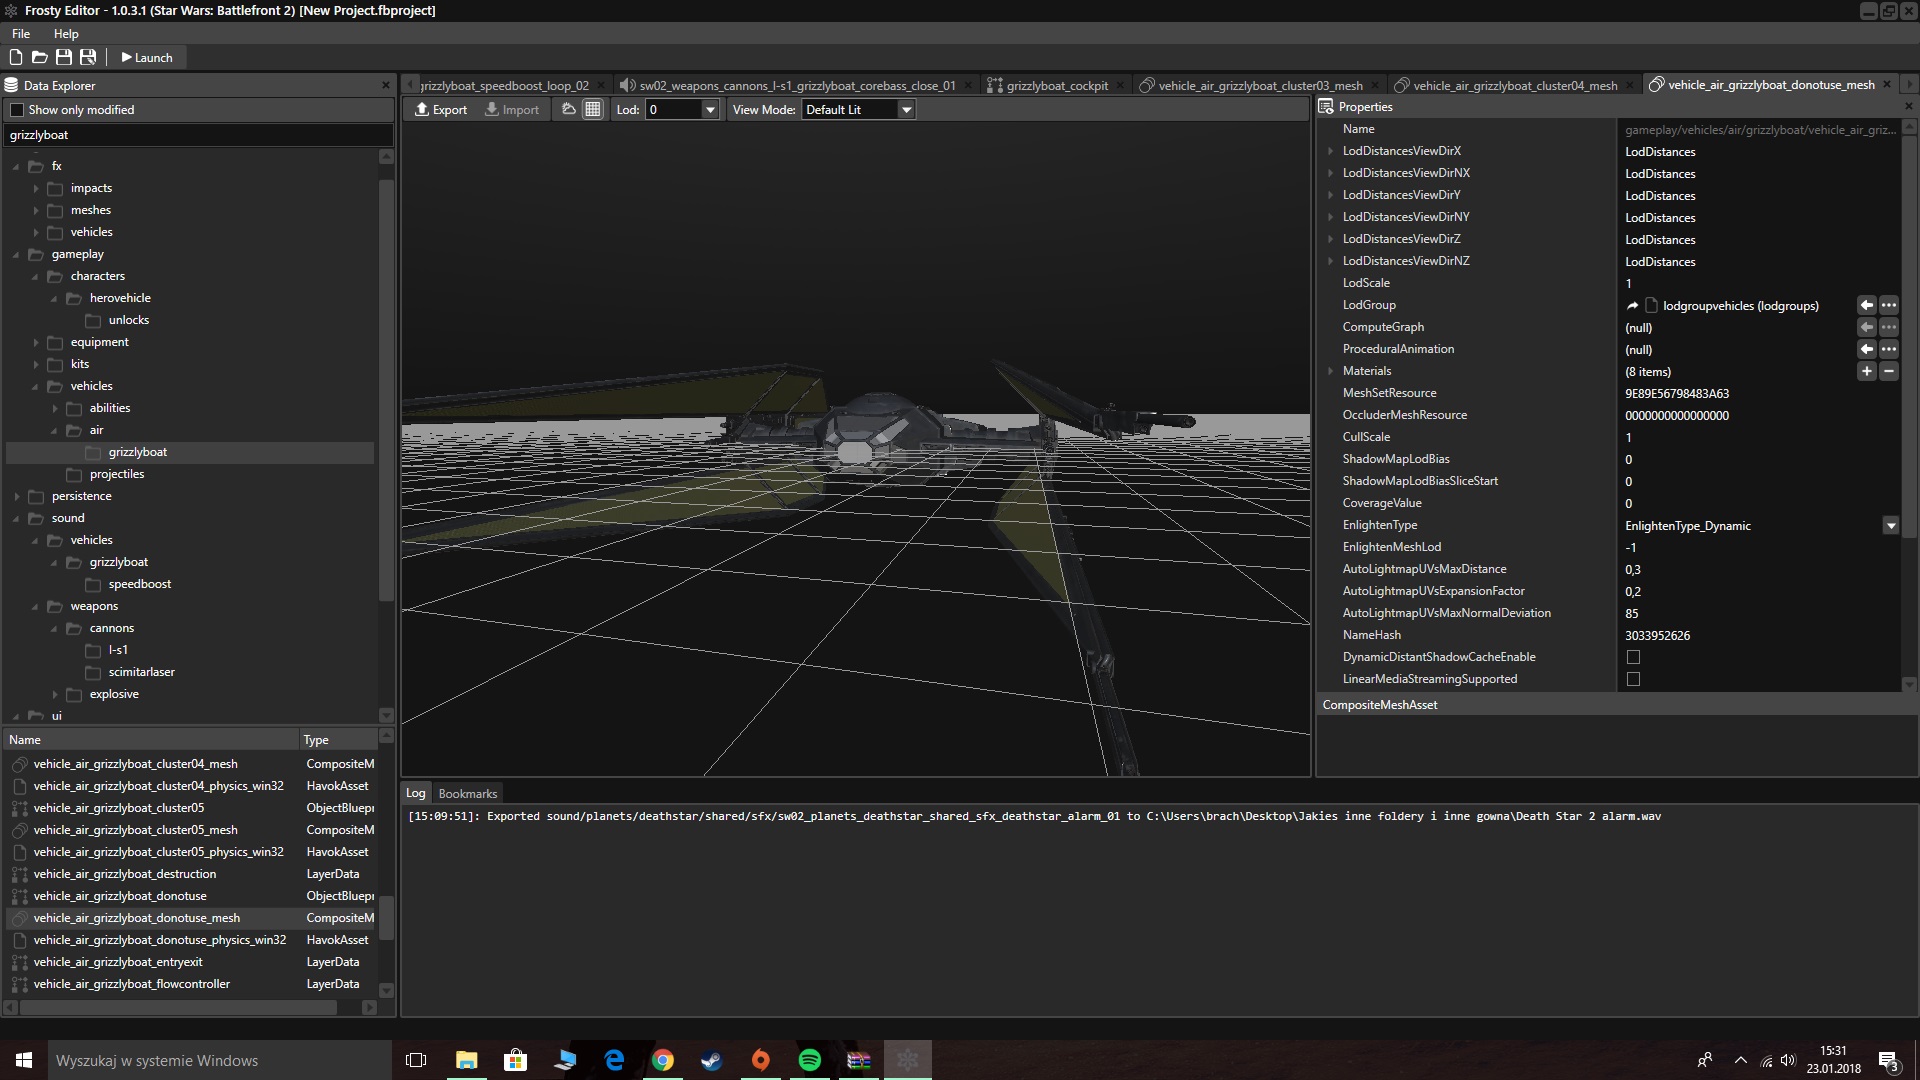 Frosty Editor - 1.0.3.1 (Star Wars: Battlefront 2) [New Project.fbproject]
File Help
Launch
Data Explorer
Show only modified
grizzlyboat
fx
impacts
meshes
vehicles
gameplay
characters
herovehicle
unlocks
equipment
kits
vehicles
abilities
air
grizzlyboat
projectiles
persistence
sound
vehicles
grizzlyboat
speedboost
weapons
cannons
l-s1
scimitarlaser
explosive
ui
Name Type
vehicle_air_grizzlyboat_cluster04_mesh CompositeM
vehicle_air_grizzlyboat_cluster04_physics_win32 HavokAsset
vehicle_air_grizzlyboat_cluster05 ObjectBluepr
vehicle_air_grizzlyboat_cluster05_mesh CompositeM
vehicle_air_grizzlyboat_cluster05_physics_win32 HavokAsset
vehicle_air_grizzlyboat_destruction LayerData
vehicle_air_grizzlyboat_donotuse ObjectBluepr
vehicle_air_grizzlyboat_donotuse_mesh CompositeM
vehicle_air_grizzlyboat_donotuse_physics_win32 HavokAsset
vehicle_air_grizzlyboat_entryexit LayerData
vehicle_air_grizzlyboat_flowcontroller LayerData
grizzlyboat_speedboost_loop_02 sw02_weapons_cannons_l-s1_grizzlyboat_corebass_close_01 grizzlyboat_cockpit vehicle_air_grizzlyboat_cluster03_mesh vehicle_air_grizzlyboat_cluster04_mesh vehicle_air_grizzlyboat_donotuse_mesh
Export Import Lod: 0 View Mode: Default Lit
Properties
Name gameplay/vehicles/air/grizzlyboat/vehicle_air_griz...
LodDistancesViewDirX LodDistances
LodDistancesViewDirNX LodDistances
LodDistancesViewDirY LodDistances
LodDistancesViewDirNY LodDistances
LodDistancesViewDirZ LodDistances
LodDistancesViewDirNZ LodDistances
LodScale 1
LodGroup lodgroupvehicles (lodgroups)
ComputeGraph (null)
ProceduralAnimation (null)
Materials (8 items)
MeshSetResource 9E89E56798483A63
OccluderMeshResource 0000000000000000
CullScale 1
ShadowMapLodBias 0
ShadowMapLodBiasSliceStart 0
CoverageValue 0
EnlightenType EnlightenType_Dynamic
EnlightenMeshLod -1
AutoLightmapUVsMaxDistance 0,3
AutoLightmapUVsExpansionFactor 0,2
AutoLightmapUVsMaxNormalDeviation 85
NameHash 3033952626
DynamicDistantShadowCacheEnable
LinearMediaStreamingSupported
CompositeMeshAsset
Log Bookmarks
[15:09:51]: Exported sound/planets/deathstar/shared/sfx/sw02_planets_deathstar_shared_sfx_deathstar_alarm_01 to C:\Users\brach\Desktop\Jakies inne foldery i inne gowna\Death Star 2 alarm.wav
Wyszukaj w systemie Windows
15:31
23.01.2018
3